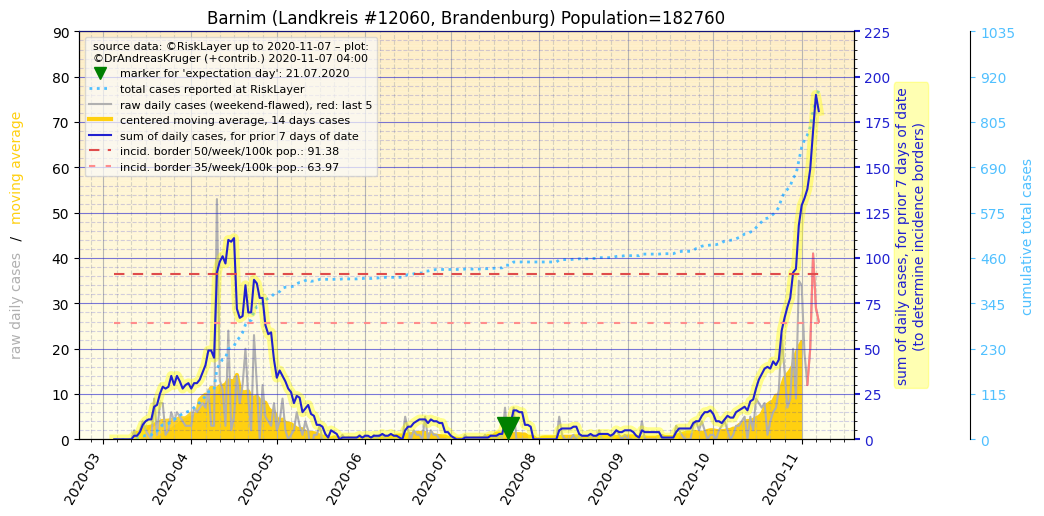 Barnim (Landkreis #12060, Brandenburg) Population=182760
source data: ©RiskLayer up to 2020-11-07 – plot:
©DrAndreasKruger (+contrib.) 2020-11-07 04:00
marker for 'expectation day': 21.07.2020
total cases reported at RiskLayer
raw daily cases (weekend-flawed), red: last 5
centered moving average, 14 days cases
sum of daily cases, for prior 7 days of date
incid. border 50/week/100k pop.: 91.38
incid. border 35/week/100k pop.: 63.97
raw daily cases / moving average
90
80
70
60
50
40
30
20
10
0
2020-03
2020-04
2020-05
2020-06
2020-07
2020-08
2020-09
2020-10
2020-11
225
200
175
150
125
100
75
50
25
0
sum of daily cases, for prior 7 days of date
(to determine incidence borders)
1035
920
805
690
575
460
345
230
115
0
cumulative total cases